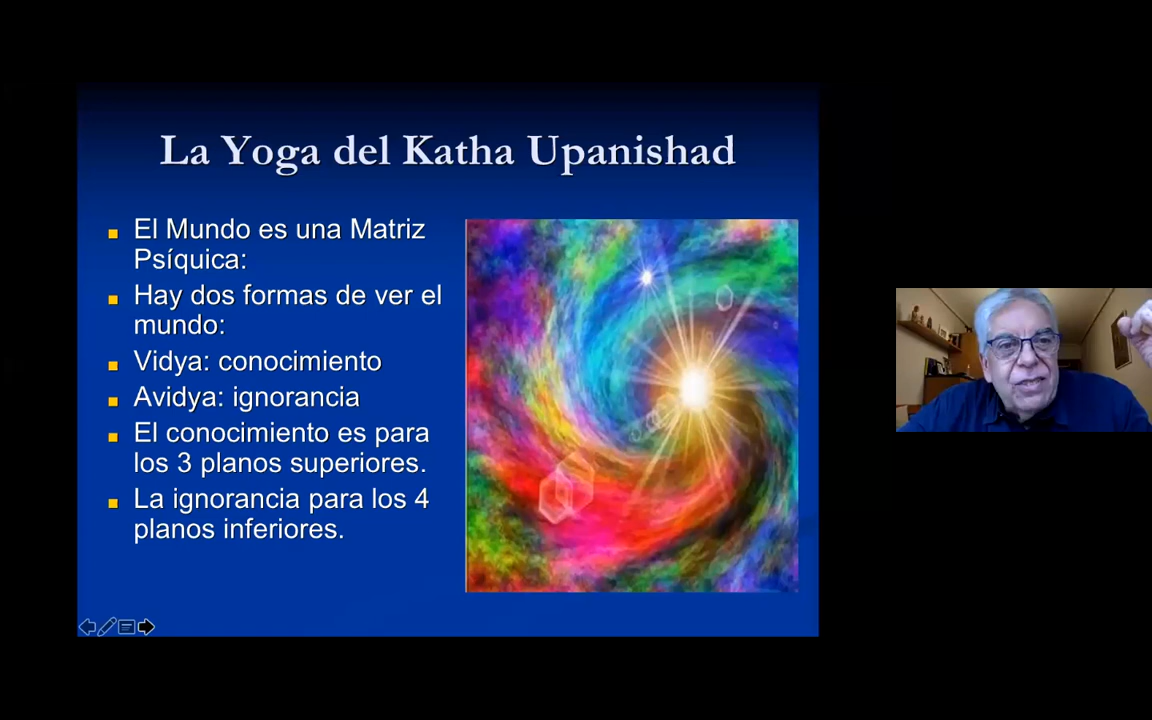 La Yoga del Katha Upanishad
El Mundo es una Matriz
Psíquica:
Hay dos formas de ver el
mundo:
Vidya: conocimiento
Avidya: ignorancia
El conocimiento es para
los 3 planos superiores.
La ignorancia para los 4
planos inferiores.